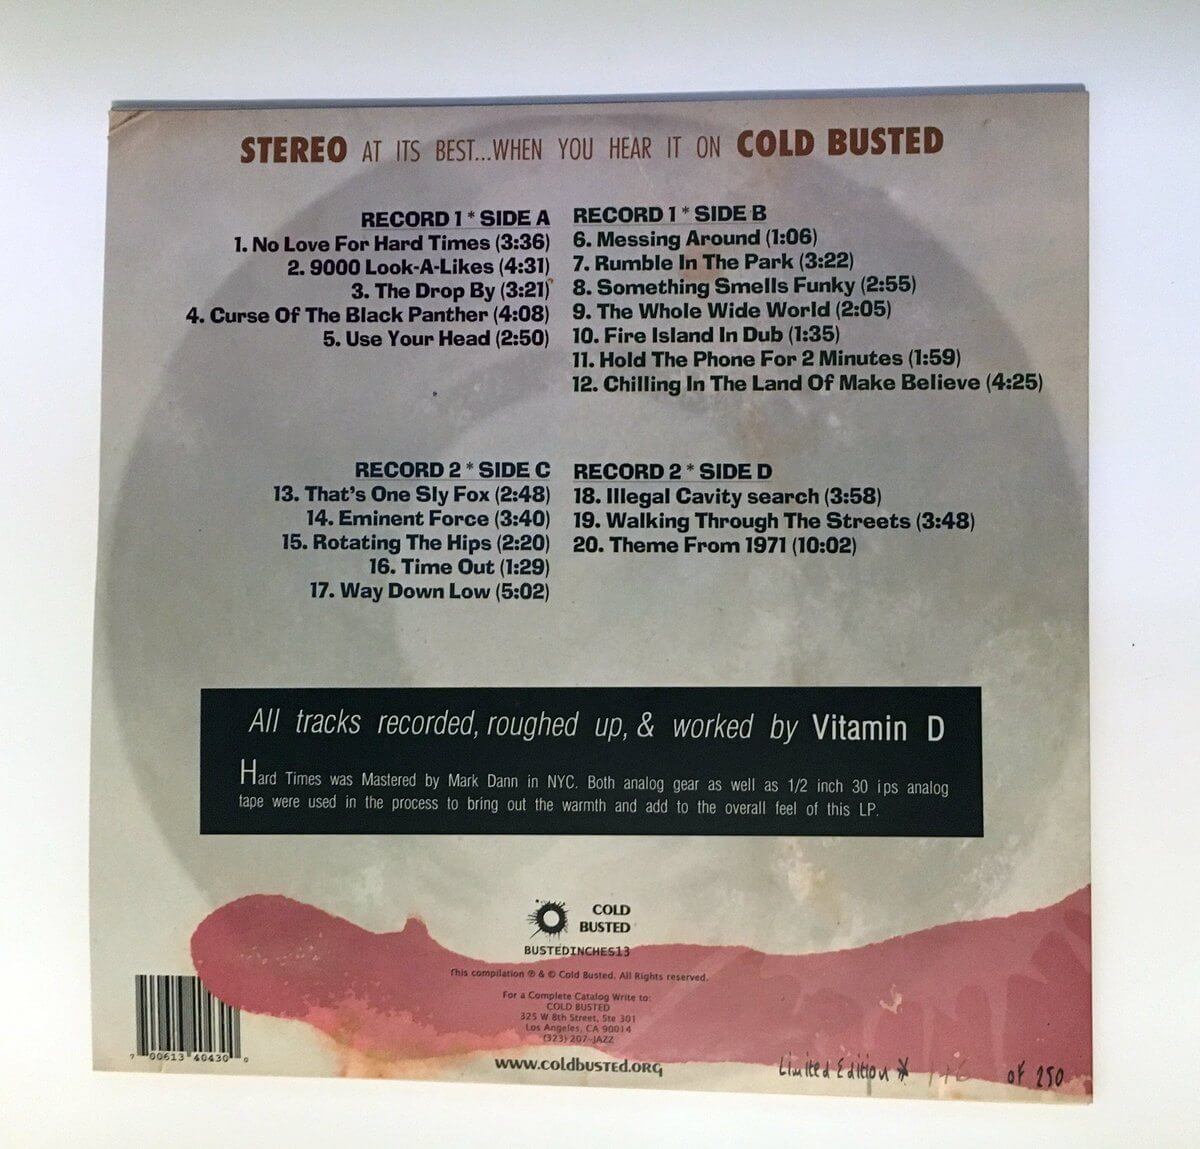 STEREO AT ITS BEST...WHEN YOU HEAR IT ON COLD BUSTED
RECORD 1 * SIDE A
1. No Love For Hard Times (3:36)
2. 9000 Look-A-Likes (4:31)
3. The Drop By (3:21)
4. Curse Of The Black Panther (4:08)
5. Use Your Head (2:50)
RECORD 1 * SIDE B
6. Messing Around (1:06)
7. Rumble In The Park (3:22)
8. Something Smells Funky (2:55)
9. The Whole Wide World (2:05)
10. Fire Island In Dub (1:35)
11. Hold The Phone For 2 Minutes (1:59)
12. Chilling In The Land Of Make Believe (4:25)
RECORD 2 * SIDE C
13. That's One Sly Fox (2:48)
14. Eminent Force (3:40)
15. Rotating The Hips (2:20)
16. Time Out (1:29)
17. Way Down Low (5:02)
RECORD 2 * SIDE D
18. Illegal Cavity search (3:58)
19. Walking Through The Streets (3:48)
20. Theme From 1971 (10:02)
All tracks recorded, roughed up, & worked by Vitamin D
Hard Times was Mastered by Mark Dann in NYC. Both analog gear as well as 1/2 inch 30 ips analog
tape were used in the process to bring out the warmth and add to the overall feel of this LP.
COLD
BUSTED
BUSTEDINCHES13
This compilation ℗ & © Cold Busted. All Rights reserved.
For a Complete Catalog Write to:
COLD BUSTED
325 W 8th Street, Ste 301
Los Angeles, CA 90014
(323) 207-JAZZ
www.coldbusted.org
7 00613 40430 0
Limited Edition * of 250